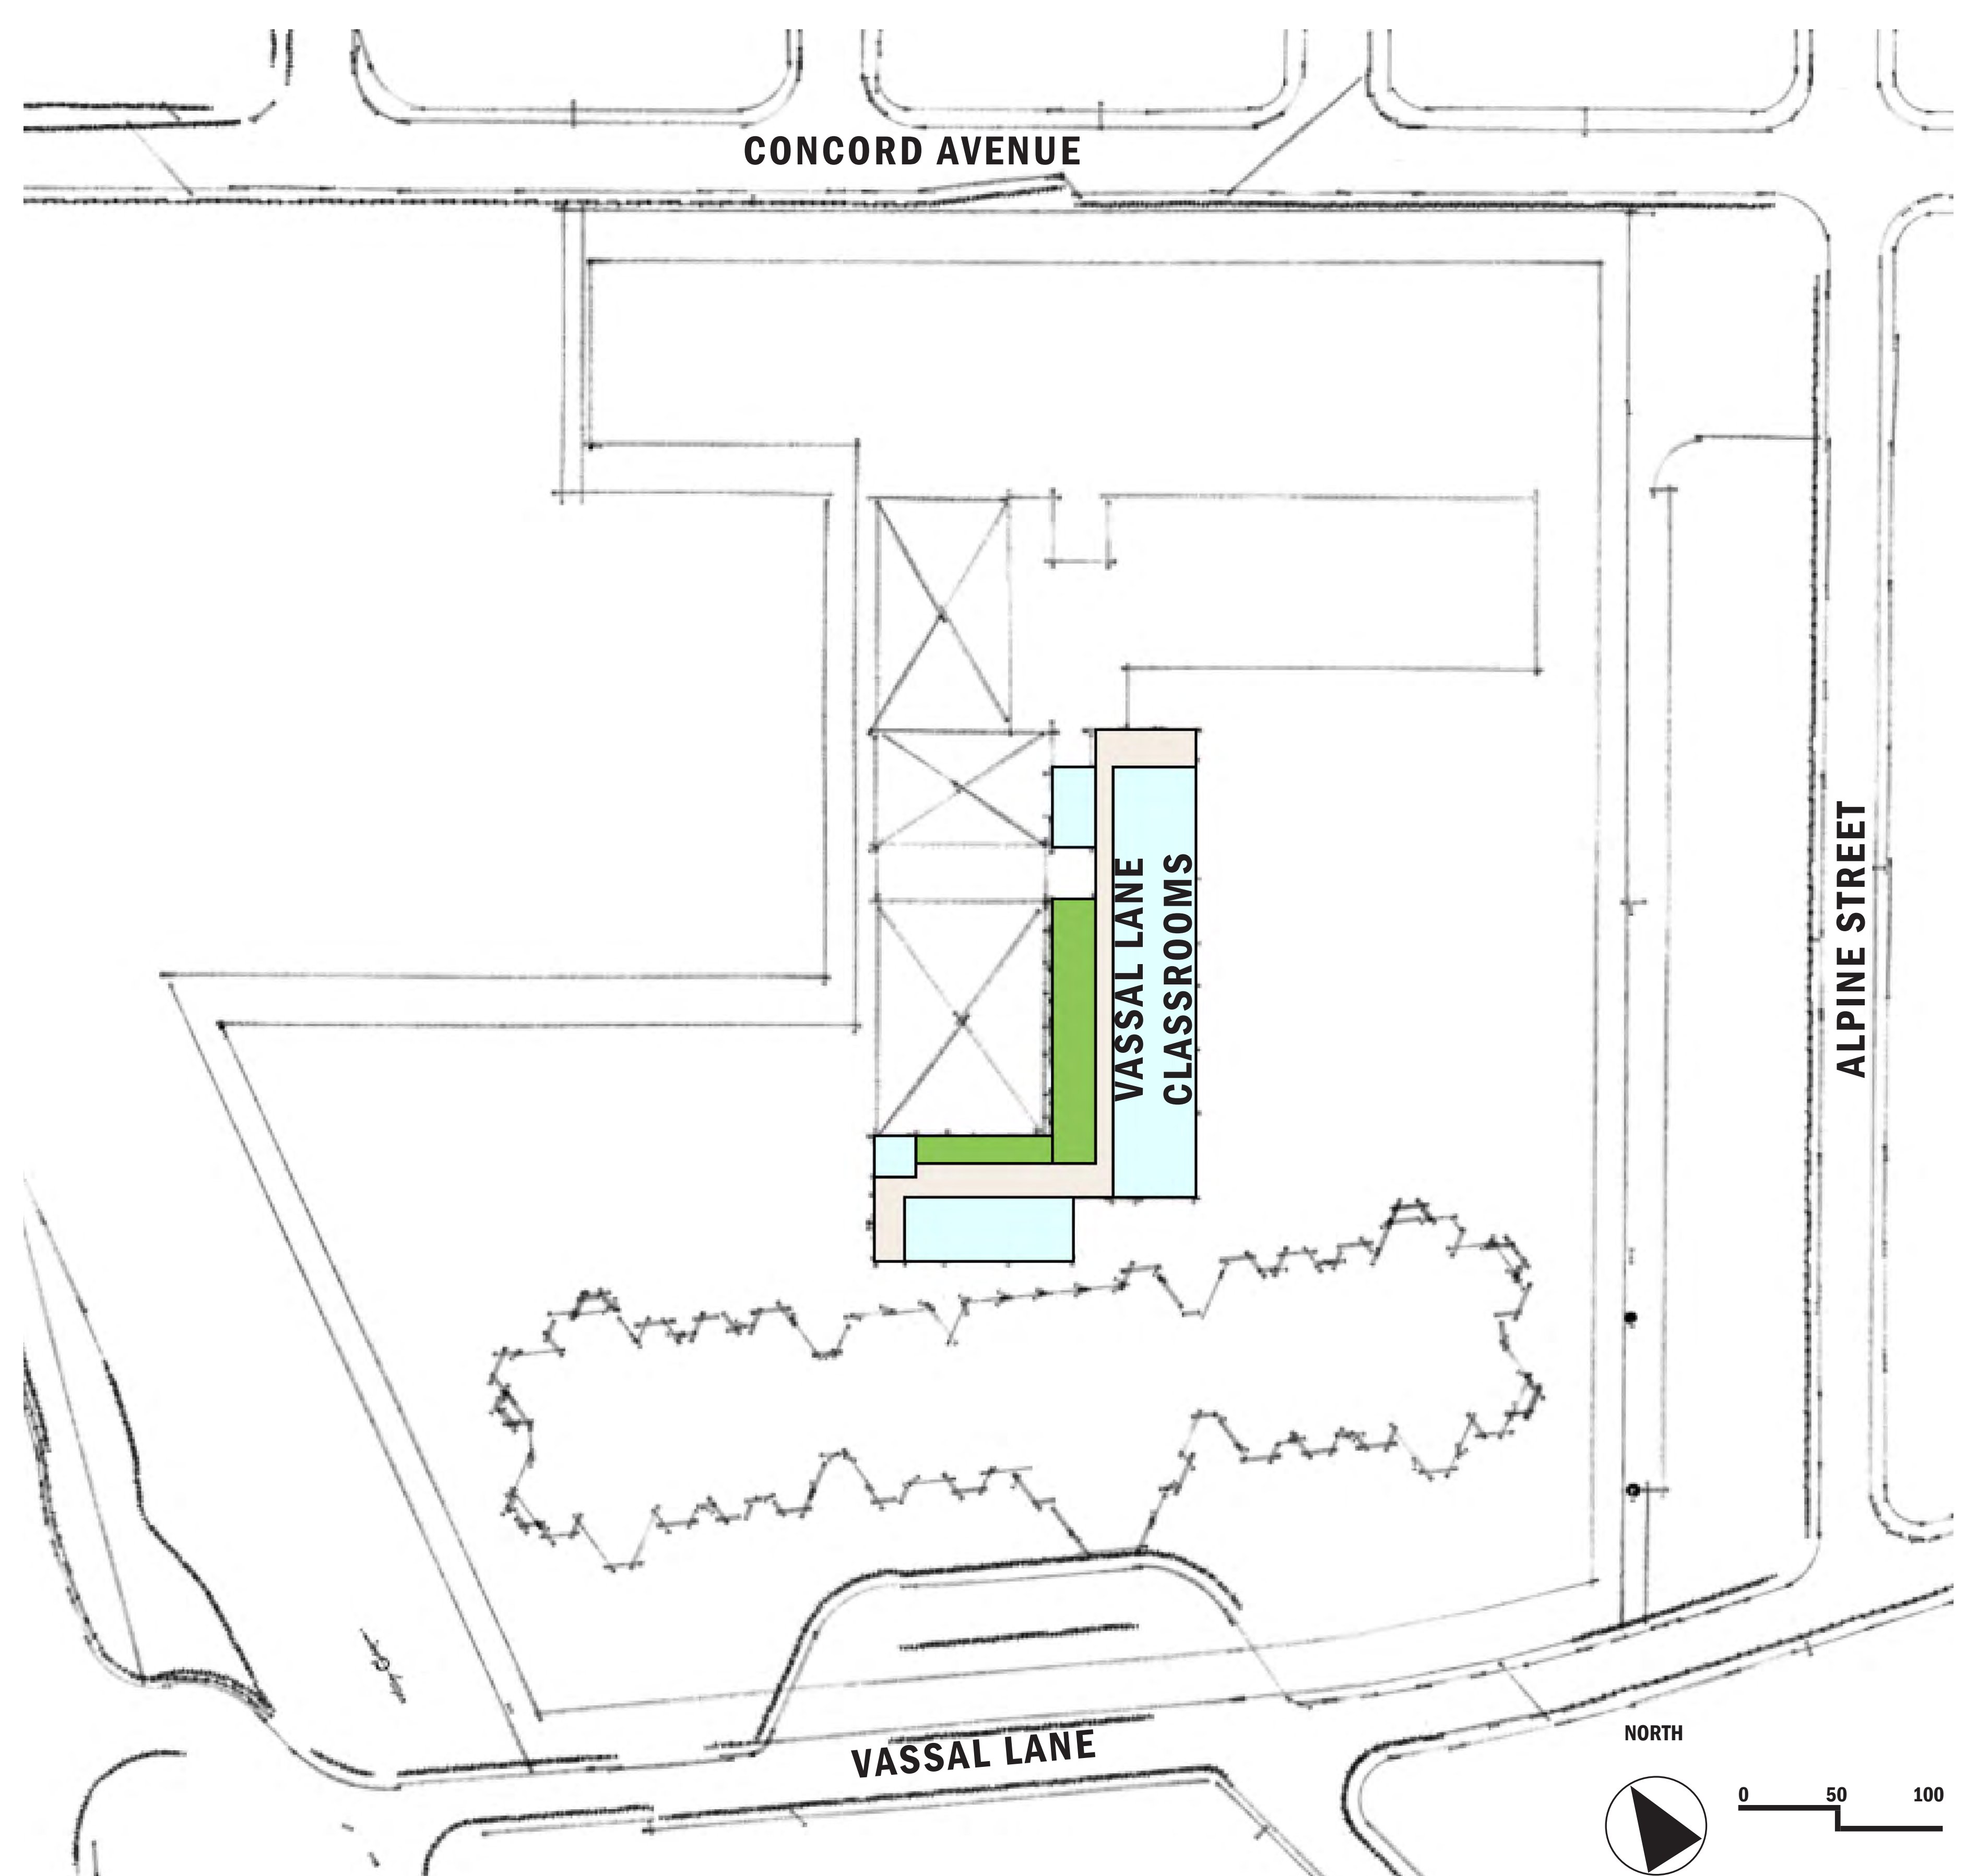 CONCORD AVENUE
VASSAL LANE
CLASSROOMS
ALPINE STREET
VASSAL LANE
NORTH
0 50 100